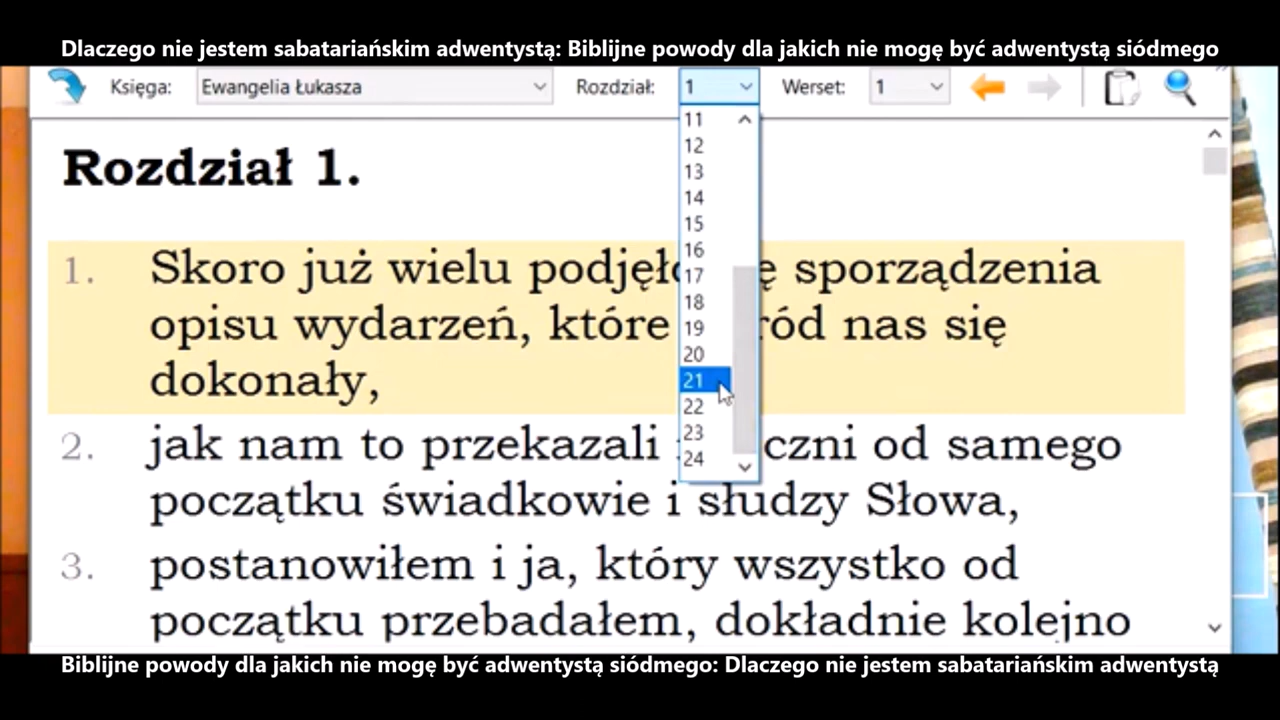 Dlaczego nie jestem sabatariańskim adwentystą: Biblijne powody dla jakich nie mogę być adwentystą siódmego
Księga: Ewangelia Łukasza Rozdział: 1 Werset: 1
11
12
13
14
15
16
17
18
19
20
21
22
23
24
Rozdział 1.
1. Skoro już wielu sporządzenia
opisu wydarzeń, które nas się
dokonały,
2. jak nam to przekazali od samego
początku świadkowie i słudzy Słowa,
3. postanowiłem i ja, który wszystko od
początku przebadałem, dokładnie kolejno
Biblijne powody dla jakich nie mogę być adwentystą siódmego: Dlaczego nie jestem sabatariańskim adwentystą